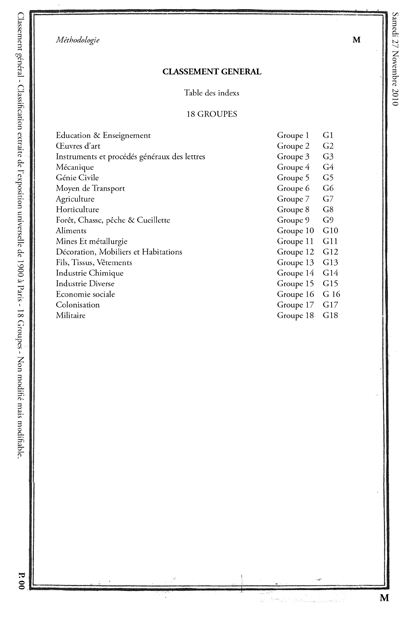 Méthodologie M
CLASSEMENT GENERAL
Table des indexs
18 GROUPES
Education & Enseignement Groupe 1 G1
Œuvres d'art Groupe 2 G2
Instruments et procédés généraux des lettres Groupe 3 G3
Mécanique Groupe 4 G4
Génie Civile Groupe 5 G5
Moyen de Transport Groupe 6 G6
Agriculture Groupe 7 G7
Horticulture Groupe 8 G8
Forêt, Chasse, pêche & Cueillette Groupe 9 G9
Aliments Groupe 10 G10
Mines Et métallurgie Groupe 11 G11
Décoration, Mobiliers et Habitations Groupe 12 G12
Fils, Tissus, Vêtements Groupe 13 G13
Industrie Chimique Groupe 14 G14
Industrie Diverse Groupe 15 G15
Economie sociale Groupe 16 G 16
Colonisation Groupe 17 G17
Militaire Groupe 18 G18
Classement général - Classification extraite de l'exposition universelle de 1900 à Paris - 18 Groupes - Non modifié mais modifiable.
P. 00
Samedi 27 Novembre 2010
M